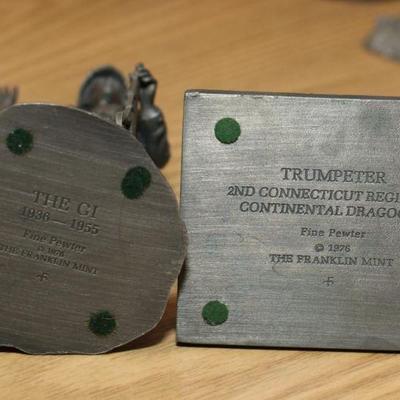 THE GI
1936—1955
Fine Pewter
© 1976
THE FRANKLIN MINT
TRUMPETER
2ND CONNECTICUT REGI
CONTINENTAL DRAGOO
Fine Pewter
© 1976
THE FRANKLIN MINT